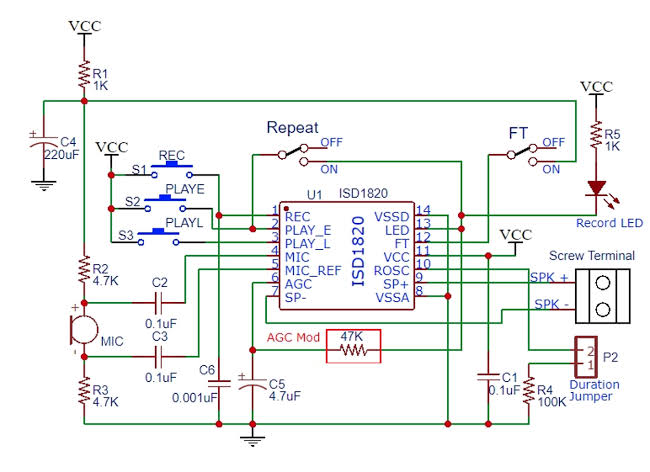 VCC
R1
1K
C4
220uF
VCC
Repeat
OFF
ON
FT
OFF
ON
VCC
R5
1K
Record LED
S1
REC
S2
PLAYE
S3
PLAYL
U1
ISD1820
ISD1820
1 REC
2 PLAY_E
3 PLAY_L
4 MIC
5 MIC_REF
6 AGC
7 SP-
VSSD 14
LED 13
FT 12
VCC 11
ROSC 10
SP+ 9
VSSA 8
VCC
Screw Terminal
SPK +
SPK -
R2
4.7K
C2
0.1uF
+
MIC
-
C3
0.1uF
R3
4.7K
AGC Mod
47K
C6
0.001uF
C5
4.7uF
C1
0.1uF
R4
100K
2
1
P2
Duration
Jumper